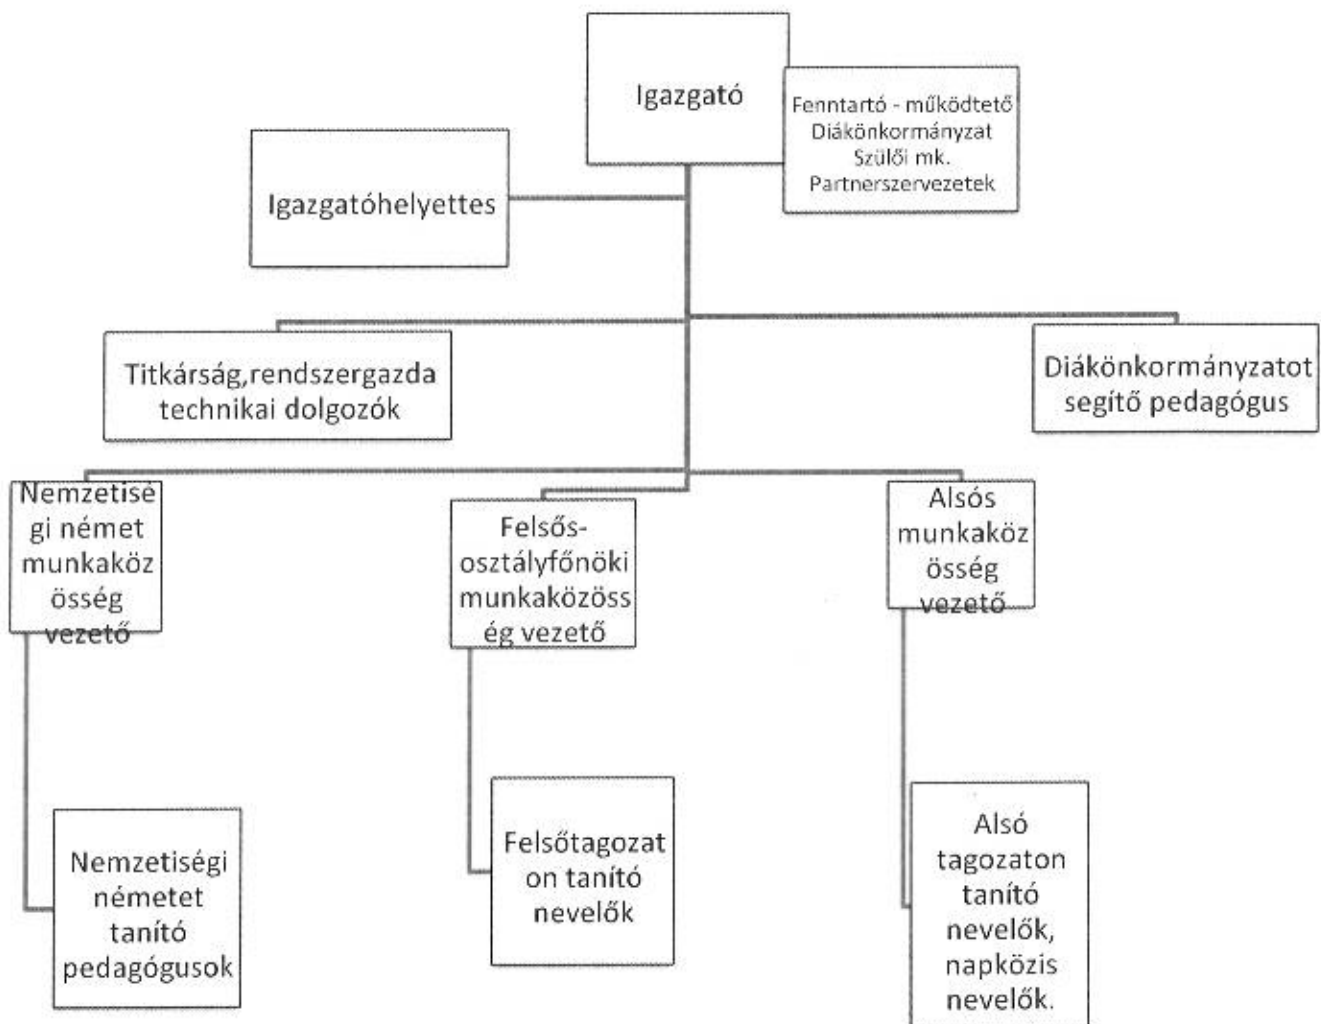 Igazgató
Fenntartó - működtető
Diákönkormányzat
Szülői mk.
Partnerszervezetek
Igazgatóhelyettes
Titkárság,rendszergazda
technikai dolgozók
Diákönkormányzatot
segítő pedagógus
Nemzetisé
gi német
munkaköz
össég
vezető
Felsős-
osztályfőnöki
munkaközöss
ég vezető
Alsós
munkaköz
össég
vezető
Nemzetiségi
németet
tanító
pedagógusok
Felsőtagozat
on tanító
nevelők
Alsó
tagozaton
tanító
nevelők,
napközis
nevelők.